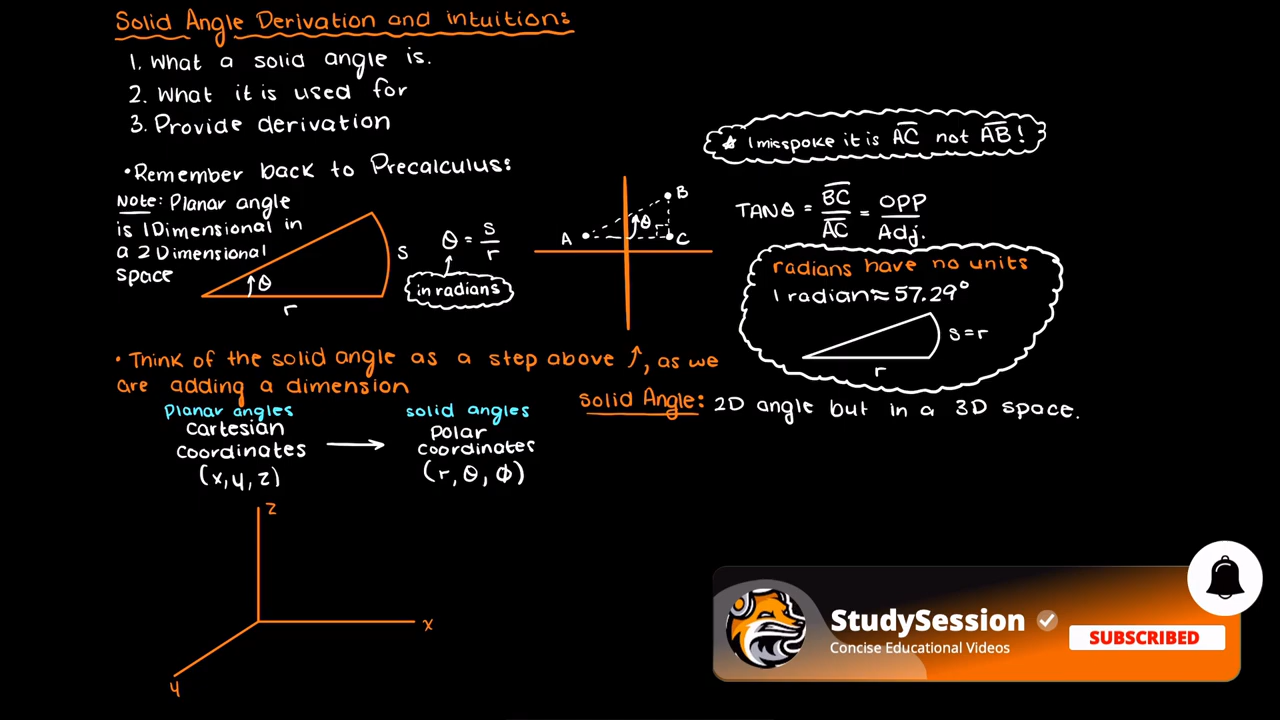 Solid Angle Derivation and intuition:
1. What a solid angle is.
2. What it is used for
3. Provide derivation
• Remember back to Precalculus:
Note: Planar angle
is 1Dimensional in
a 2Dimensional
space
θ
r
s
θ = s/r
in radians
A
B
C
θ
* I misspoke it is AC not AB!
TANθ = BC/AC = OPP/Adj.
radians have no units
1 radian ≈ 57.29°
s=r
r
• Think of the solid angle as a step above ↑, as we
are adding a dimension
Solid Angle: 2D angle but in a 3D space.
Planar angles
cartesian
coordinates
(x,y,z)
solid angles
Polar
coordinates
(r, θ, φ)
z
x
y
StudySession
Concise Educational Videos
SUBSCRIBED